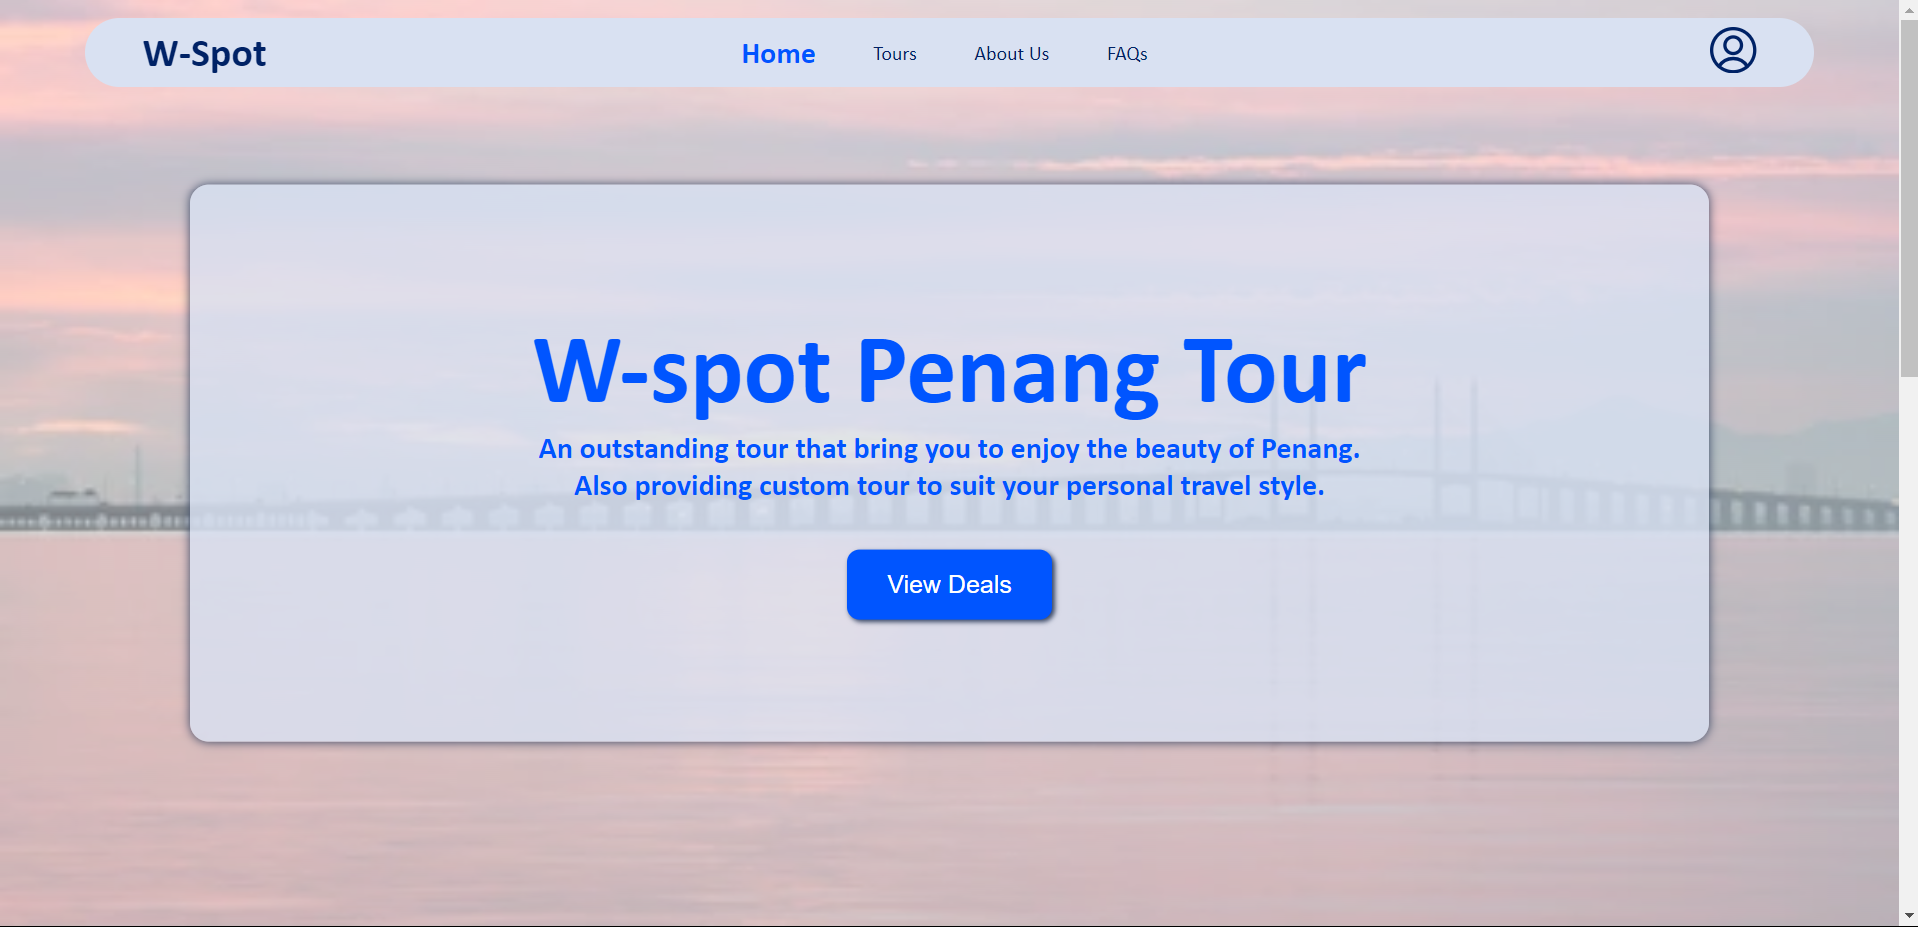 W-Spot
Home Tours About Us FAQs
W-spot Penang Tour
An outstanding tour that bring you to enjoy the beauty of Penang.
Also providing custom tour to suit your personal travel style.
View Deals